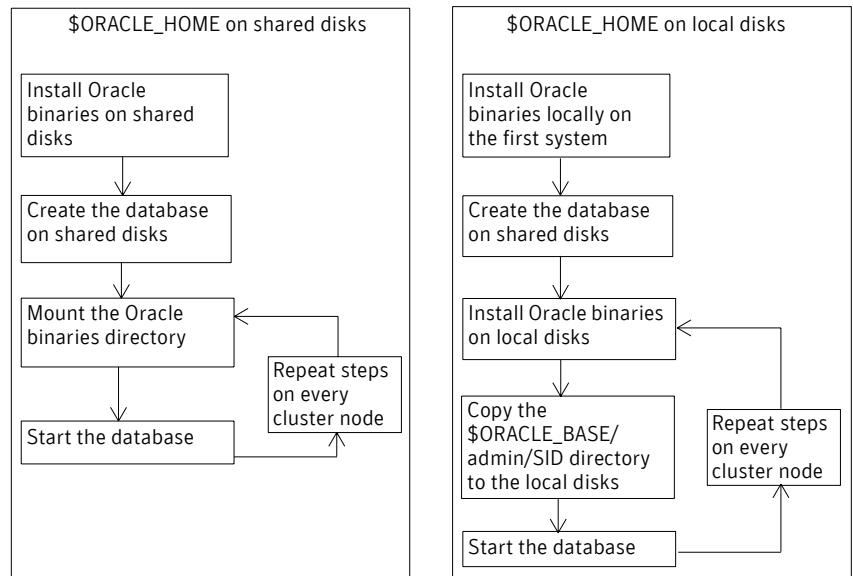 $ORACLE_HOME on shared disks
Install Oracle
binaries on shared
disks
Create the database
on shared disks
Mount the Oracle
binaries directory
Repeat steps
on every
cluster node
Start the database
$ORACLE_HOME on local disks
Install Oracle
binaries locally on
the first system
Create the database
on shared disks
Install Oracle binaries
on local disks
Copy the
$ORACLE_BASE/
admin/SID directory
to the local disks
Repeat steps
on every
cluster node
Start the database